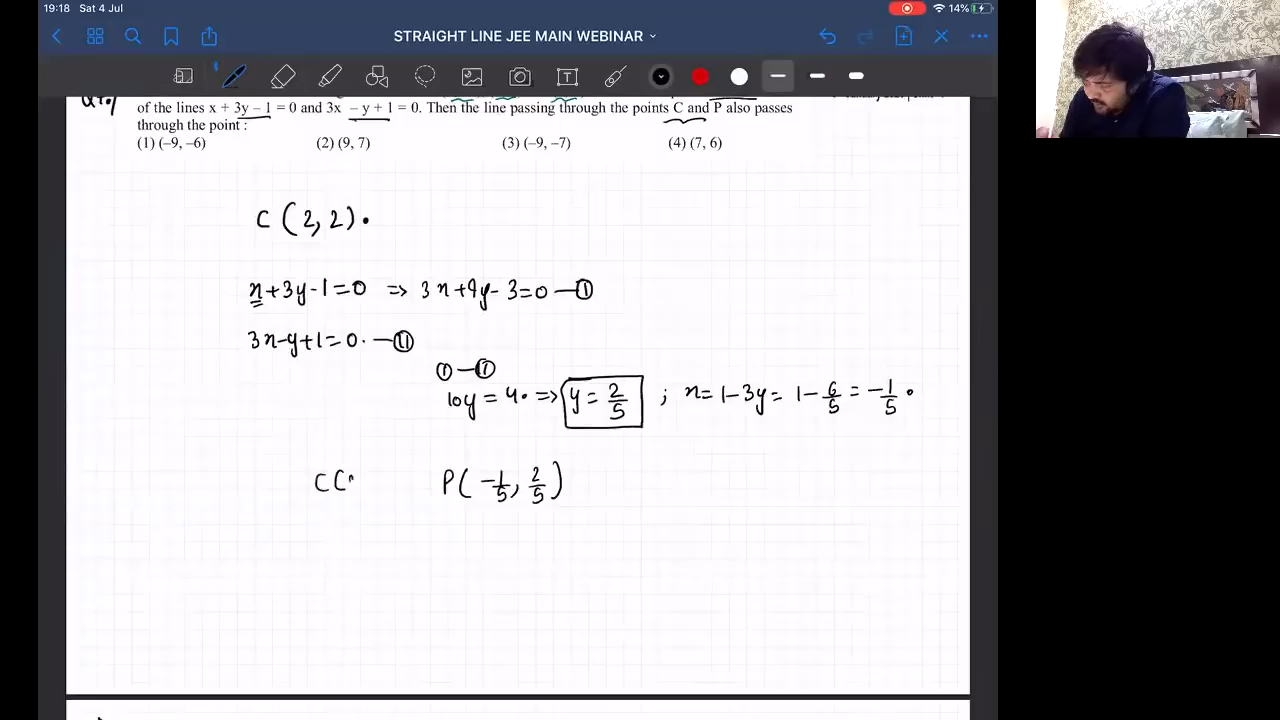 19:18 Sat 4 Jul
14%
STRAIGHT LINE JEE MAIN WEBINAR
of the lines x + 3y – 1 = 0 and 3x – y + 1 = 0. Then the line passing through the points C and P also passes
through the point :
(1) (–9, –6) (2) (9, 7) (3) (–9, –7) (4) (7, 6)
C (2, 2).
x+3y-1=0 => 3x+9y-3=0 —①
3x-y+1=0. —⑪
①—⑪
10y = 4. => y = 2/5 ; x = 1-3y = 1 - 6/5 = -1/5.
C( P(-1/5, 2/5)